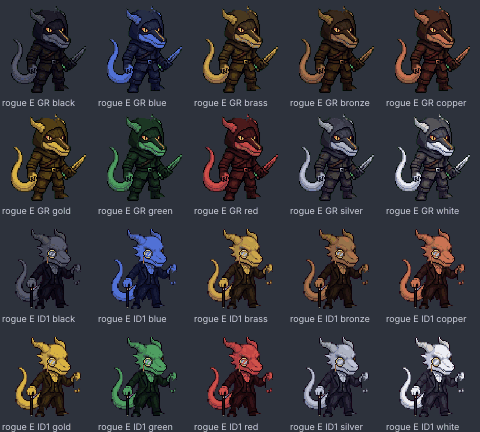 rogue E GR black
rogue E GR blue
rogue E GR brass
rogue E GR bronze
rogue E GR copper
rogue E GR gold
rogue E GR green
rogue E GR red
rogue E GR silver
rogue E GR white
rogue E ID1 black
rogue E ID1 blue
rogue E ID1 brass
rogue E ID1 bronze
rogue E ID1 copper
rogue E ID1 gold
rogue E ID1 green
rogue E ID1 red
rogue E ID1 silver
rogue E ID1 white